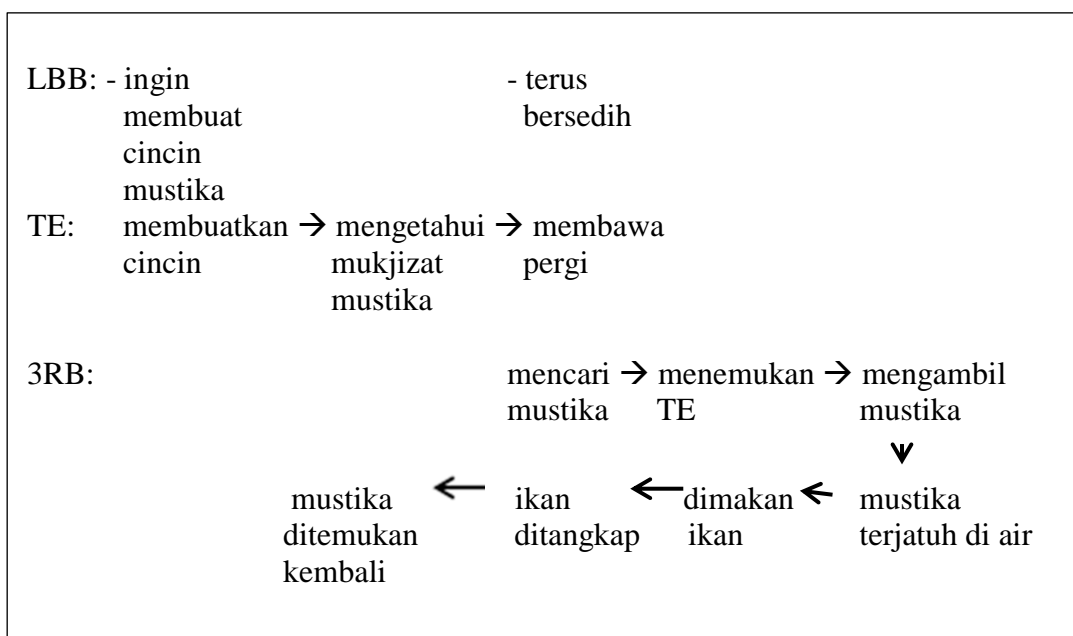 LBB: - ingin - terus
membuat bersedih
cincin
mustika
TE: membuatkan → mengetahui → membawa
cincin mukjizat pergi
mustika
3RB: mencari → menemukan → mengambil
mustika TE mustika
mustika ← ikan ← dimakan ← mustika
ditemukan ditangkap ikan terjatuh di air
kembali